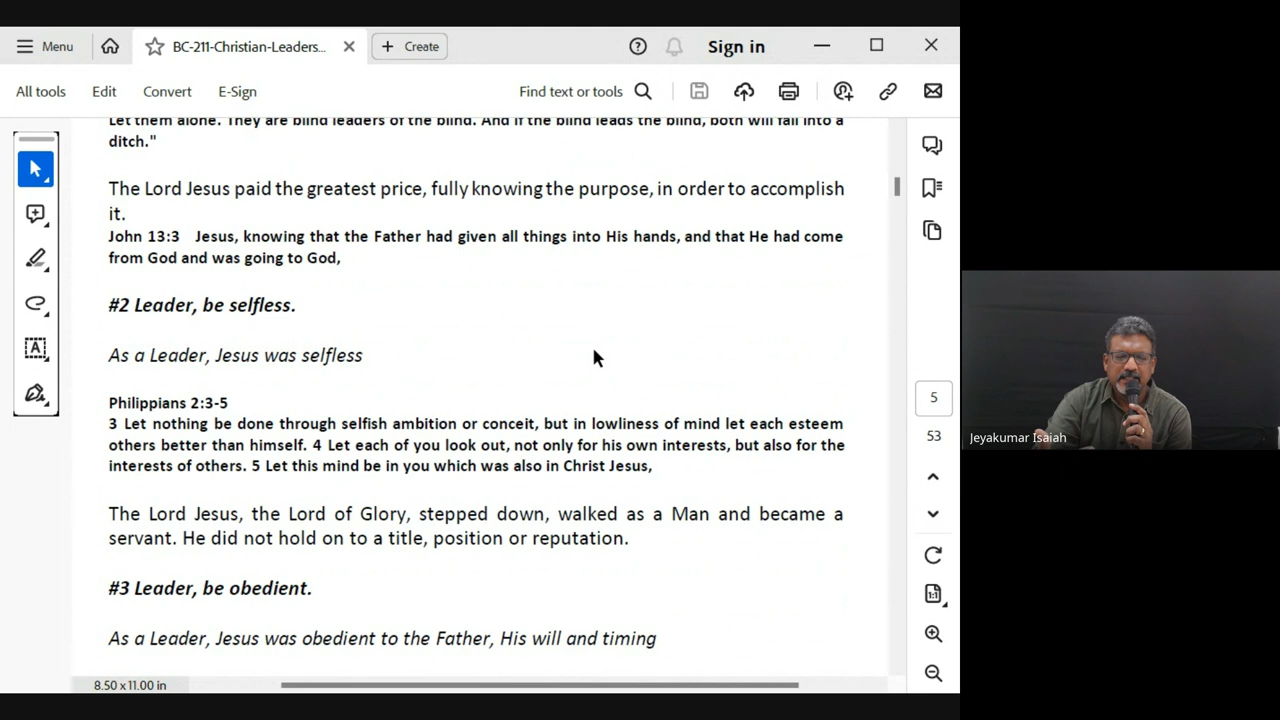 Menu
BC-211-Christian-Leaders...
Create
Sign in
All tools
Edit
Convert
E-Sign
Find text or tools
Let them alone. They are blind leaders of the blind. And if the blind leads the blind, both will fall into a
ditch."
The Lord Jesus paid the greatest price, fully knowing the purpose, in order to accomplish
it.
John 13:3 Jesus, knowing that the Father had given all things into His hands, and that He had come
from God and was going to God,
#2 Leader, be selfless.
As a Leader, Jesus was selfless
Philippians 2:3-5
3 Let nothing be done through selfish ambition or conceit, but in lowliness of mind let each esteem
others better than himself. 4 Let each of you look out, not only for his own interests, but also for the
interests of others. 5 Let this mind be in you which was also in Christ Jesus,
The Lord Jesus, the Lord of Glory, stepped down, walked as a Man and became a
servant. He did not hold on to a title, position or reputation.
#3 Leader, be obedient.
As a Leader, Jesus was obedient to the Father, His will and timing
8.50 x 11.00 in
5
53
1:1
Jeyakumar Isaiah